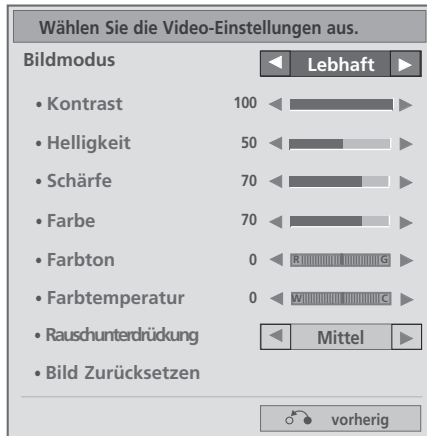 Wählen Sie die Video-Einstellungen aus.
Bildmodus ◀ Lebhaft ▶
• Kontrast 100 ◀ ▶
• Helligkeit 50 ◀ ▶
• Schärfe 70 ◀ ▶
• Farbe 70 ◀ ▶
• Farbton 0 ◀ R G ▶
• Farbtemperatur 0 ◀ W C ▶
• Rauschunterdrückung ◀ Mittel ▶
• Bild Zurücksetzen
vorherig